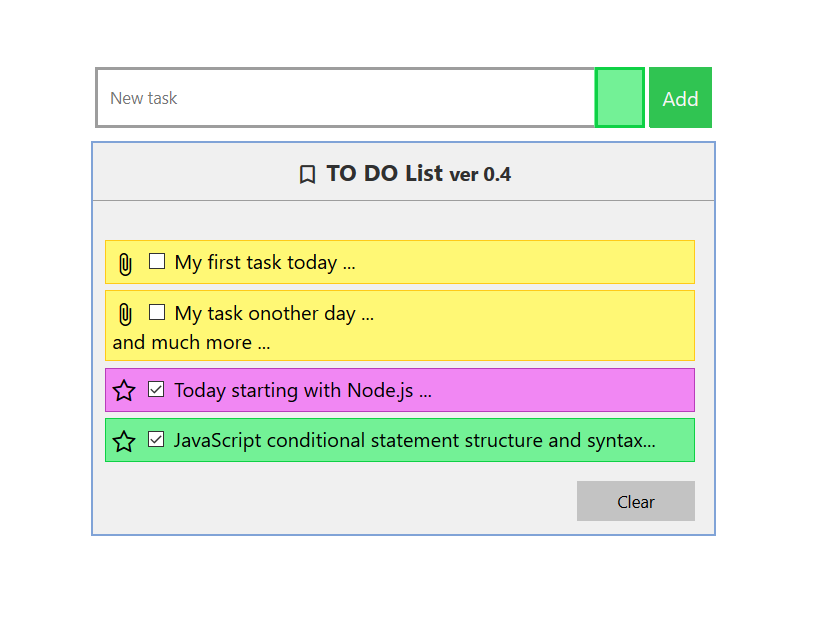 New task
Add
TO DO List ver 0.4
My first task today ...
My task onother day ...
and much more ...
Today starting with Node.js ...
JavaScript conditional statement structure and syntax...
Clear